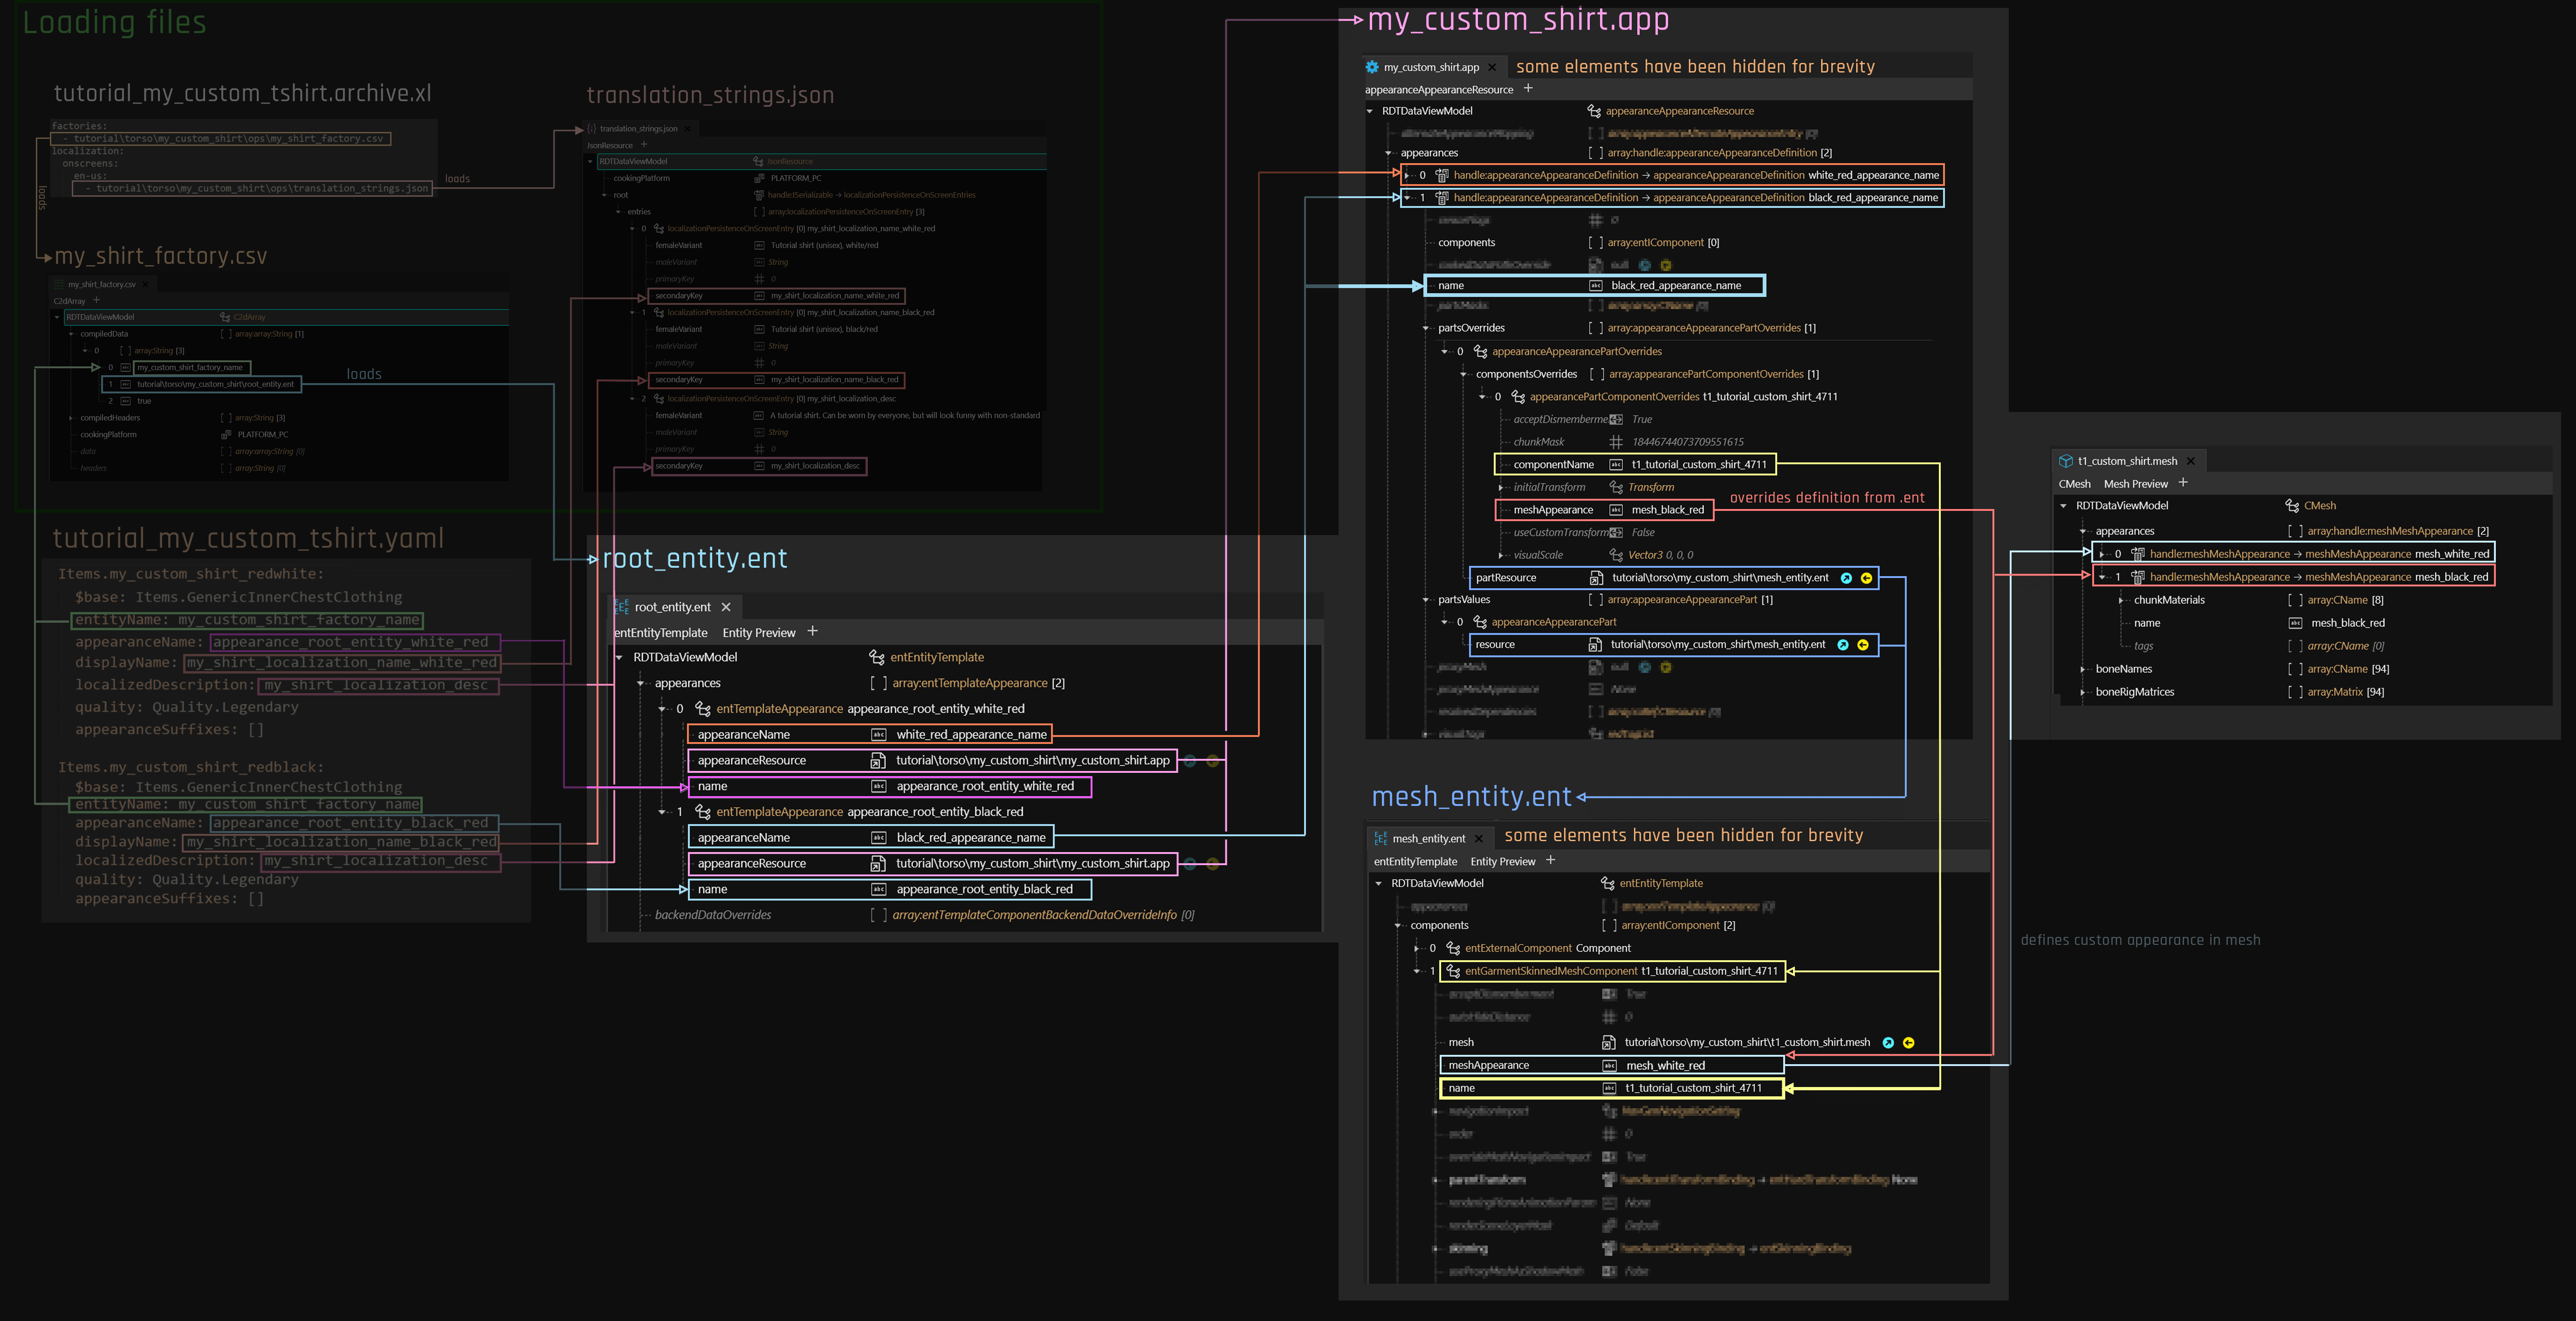 Loading files
tutorial_my_custom_tshirt.archive.xl
factories:
- tutorial\torso\my_custom_shirt\ops\my_shirt_factory.csv
localization:
onscreens:
en-us:
- tutorial\torso\my_custom_shirt\ops\translation_strings.json
loads
loads
translation_strings.json
translation_strings.json
JsonResource +
RDTDataViewModel JsonResource
cookingPlatform PLATFORM_PC
root handle:ISerializable → localizationPersistenceOnScreenEntries
entries array:localizationPersistenceOnScreenEntry [3]
0 localizationPersistenceOnScreenEntry [0] my_shirt_localization_name_white_red
femaleVariant Tutorial shirt (unisex), white/red
maleVariant String
primaryKey 0
secondaryKey my_shirt_localization_name_white_red
1 localizationPersistenceOnScreenEntry [0] my_shirt_localization_name_black_red
femaleVariant Tutorial shirt (unisex), black/red
maleVariant String
primaryKey 0
secondaryKey my_shirt_localization_name_black_red
2 localizationPersistenceOnScreenEntry [0] my_shirt_localization_desc
femaleVariant A tutorial shirt. Can be worn by everyone, but will look funny with non-standard
maleVariant String
primaryKey 0
secondaryKey my_shirt_localization_desc
my_shirt_factory.csv
my_shirt_factory.csv
C2dArray +
RDTDataViewModel C2dArray
compiledData array:array:String [1]
0 array:String [3]
0 my_custom_shirt_factory_name
1 tutorial\torso\my_custom_shirt\root_entity.ent
loads
2 true
compiledHeaders array:String [3]
cookingPlatform PLATFORM_PC
data array:array:String [0]
headers array:String [0]
tutorial_my_custom_tshirt.yaml
Items.my_custom_shirt_redwhite:
$base: Items.GenericInnerChestClothing
entityName: my_custom_shirt_factory_name
appearanceName: appearance_root_entity_white_red
displayName: my_shirt_localization_name_white_red
localizedDescription: my_shirt_localization_desc
quality: Quality.Legendary
appearanceSuffixes: []
Items.my_custom_shirt_redblack:
$base: Items.GenericInnerChestClothing
entityName: my_custom_shirt_factory_name
appearanceName: appearance_root_entity_black_red
displayName: my_shirt_localization_name_black_red
localizedDescription: my_shirt_localization_desc
quality: Quality.Legendary
appearanceSuffixes: []
root_entity.ent
root_entity.ent
entEntityTemplate Entity Preview +
RDTDataViewModel entEntityTemplate
appearances array:entTemplateAppearance [2]
0 entTemplateAppearance appearance_root_entity_white_red
appearanceName white_red_appearance_name
appearanceResource tutorial\torso\my_custom_shirt\my_custom_shirt.app
name appearance_root_entity_white_red
1 entTemplateAppearance appearance_root_entity_black_red
appearanceName black_red_appearance_name
appearanceResource tutorial\torso\my_custom_shirt\my_custom_shirt.app
name appearance_root_entity_black_red
backendDataOverrides array:entTemplateComponentBackendDataOverrideInfo [0]
my_custom_shirt.app
my_custom_shirt.app some elements have been hidden for brevity
appearanceAppearanceResource +
RDTDataViewModel appearanceAppearanceResource
appearances array:handle:appearanceAppearanceDefinition [2]
0 handle:appearanceAppearanceDefinition → appearanceAppearanceDefinition white_red_appearance_name
1 handle:appearanceAppearanceDefinition → appearanceAppearanceDefinition black_red_appearance_name
components array:entIComponent [0]
name black_red_appearance_name
partsOverrides array:appearanceAppearancePartOverrides [1]
0 appearanceAppearancePartOverrides
componentsOverrides array:appearancePartComponentOverrides [1]
0 appearancePartComponentOverrides t1_tutorial_custom_shirt_4711
acceptDismemberme True
chunkMask 18446744073709551615
componentName t1_tutorial_custom_shirt_4711
initialTransform Transform
overrides definition from .ent
meshAppearance mesh_black_red
useCustomTransform False
visualScale Vector3 0, 0, 0
partResource tutorial\torso\my_custom_shirt\mesh_entity.ent
partsValues array:appearanceAppearancePart [1]
0 appearanceAppearancePart
resource tutorial\torso\my_custom_shirt\mesh_entity.ent
mesh_entity.ent
mesh_entity.ent some elements have been hidden for brevity
entEntityTemplate Entity Preview +
RDTDataViewModel entEntityTemplate
components array:entIComponent [2]
0 entExternalComponent Component
1 entGarmentSkinnedMeshComponent t1_tutorial_custom_shirt_4711
mesh tutorial\torso\my_custom_shirt\t1_custom_shirt.mesh
meshAppearance mesh_white_red
name t1_tutorial_custom_shirt_4711
t1_custom_shirt.mesh
CMesh Mesh Preview +
RDTDataViewModel CMesh
appearances array:handle:meshMeshAppearance [2]
0 handle:meshMeshAppearance → meshMeshAppearance mesh_white_red
1 handle:meshMeshAppearance → meshMeshAppearance mesh_black_red
chunkMaterials array:CName [8]
name mesh_black_red
tags array:CName [0]
boneNames array:CName [94]
boneRigMatrices array:Matrix [94]
defines custom appearance in mesh